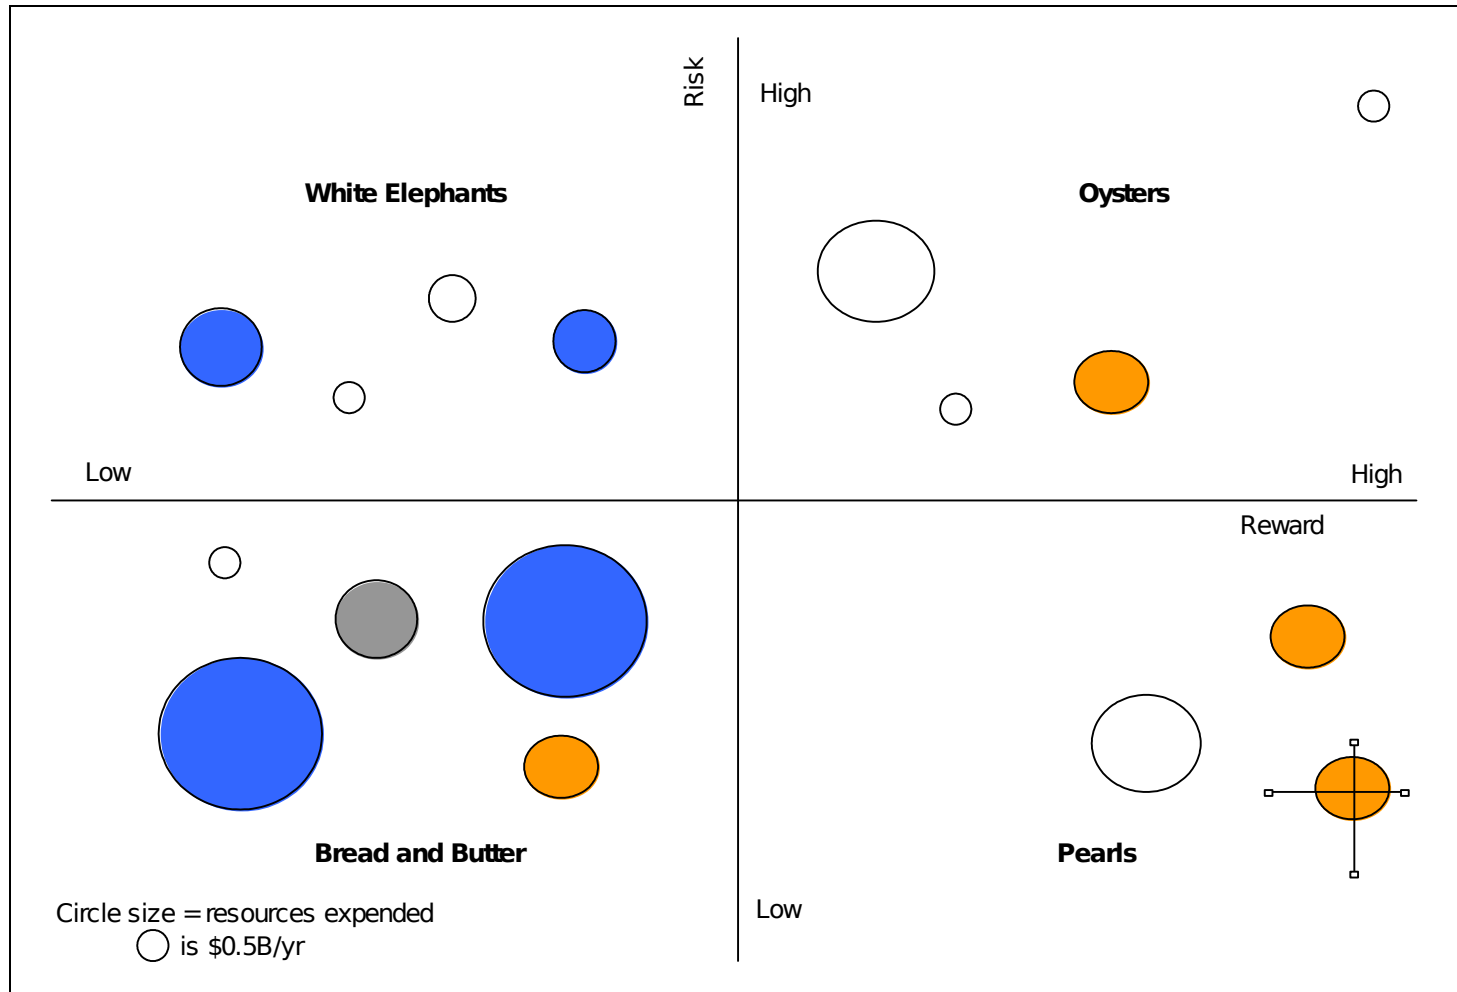 Risk
High
White Elephants
Oysters
Low
High
Reward
Bread and Butter
Pearls
Circle size = resources expended
is $0.5B/yr
Low